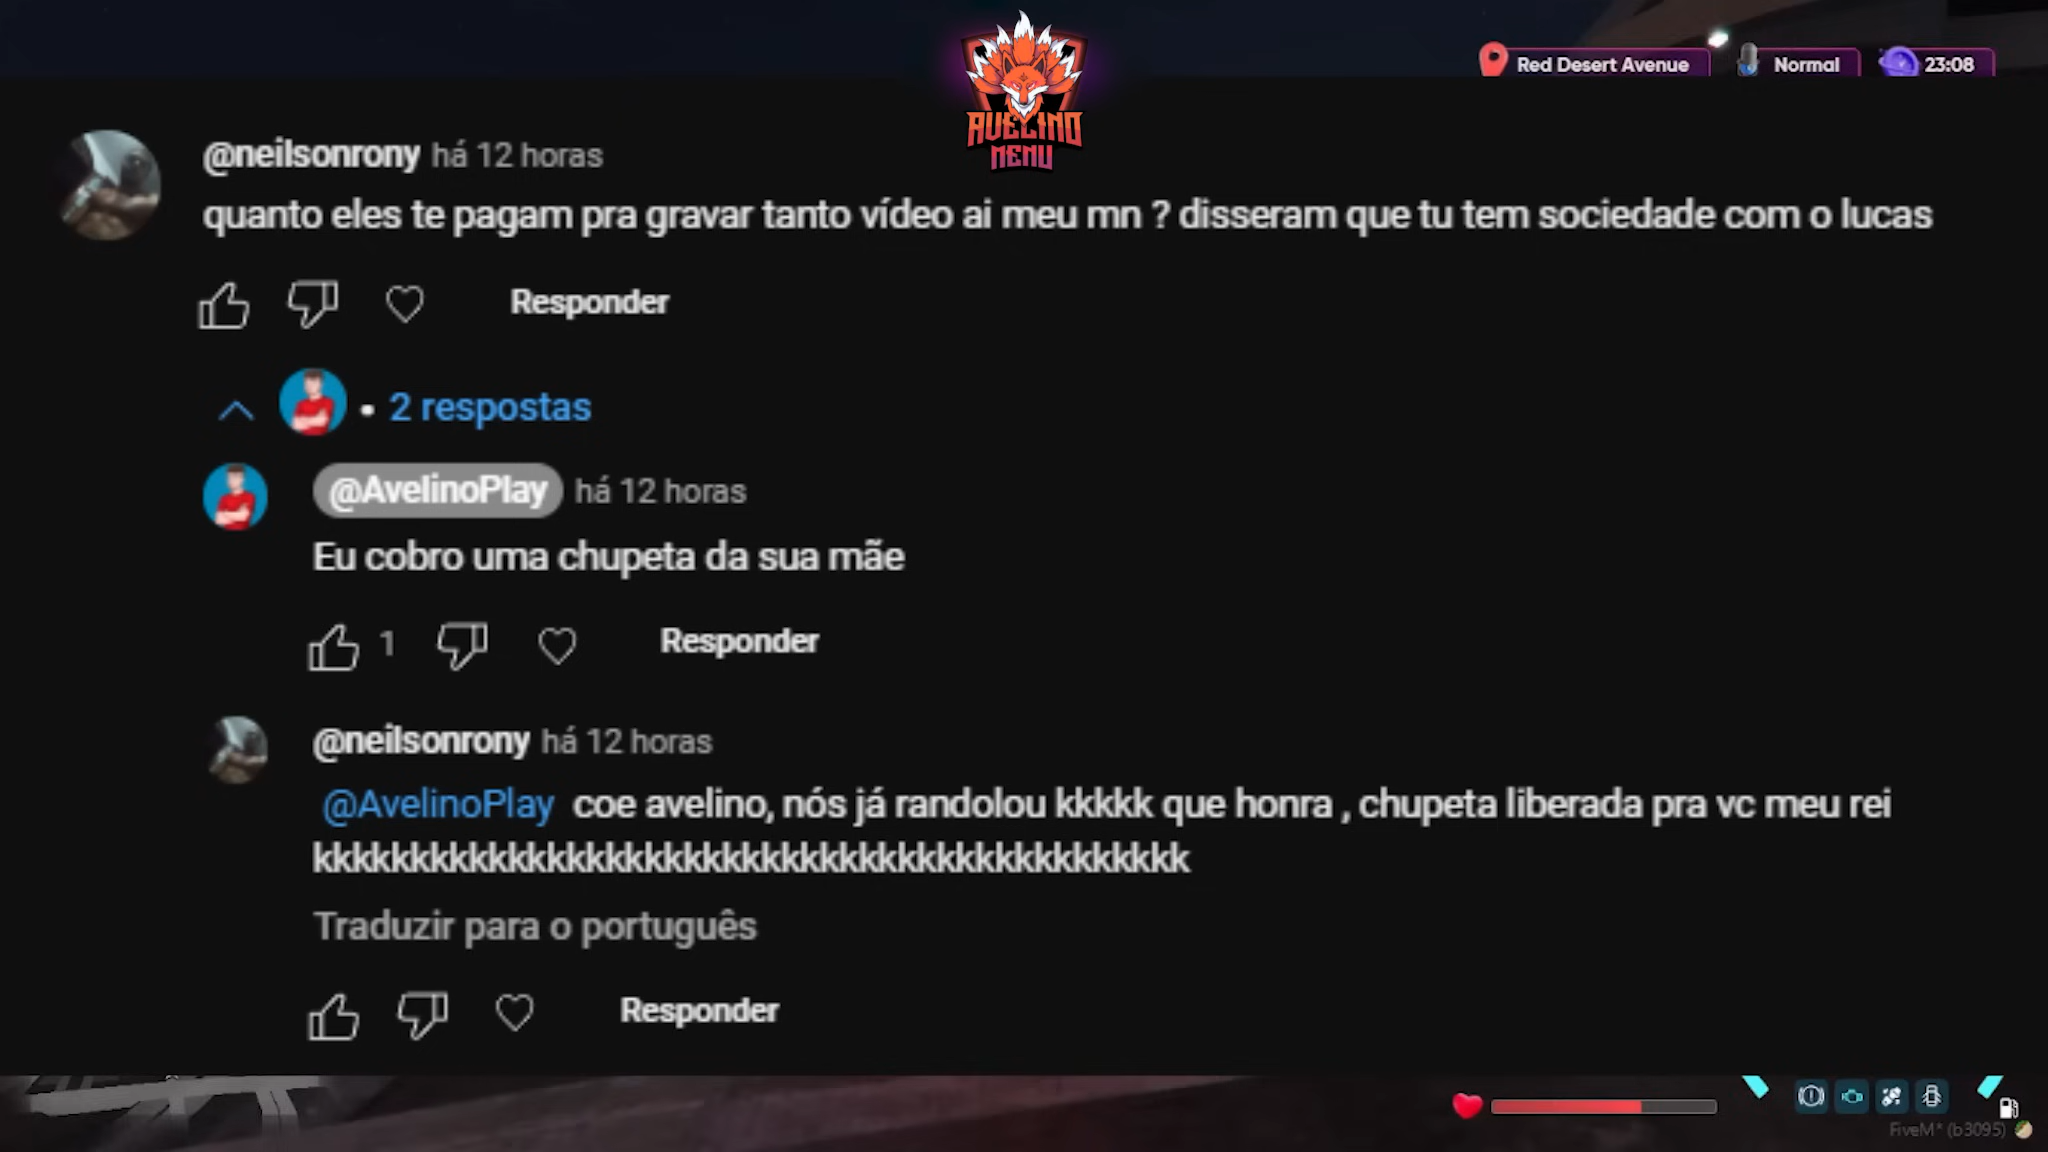 AVELINO
MENU
Red Desert Avenue
Normal
23:08
@neilsonrony há 12 horas
quanto eles te pagam pra gravar tanto vídeo ai meu mn ? disseram que tu tem sociedade com o lucas
Responder
• 2 respostas
@AvelinoPlay há 12 horas
Eu cobro uma chupeta da sua mãe
1
Responder
@neilsonrony há 12 horas
@AvelinoPlay coe avelino, nós já randolou kkkkk que honra , chupeta liberada pra vc meu rei
kkkkkkkkkkkkkkkkkkkkkkkkkkkkkkkkkkkkkkkkkkkkk
Traduzir para o português
Responder
FiveM* (b3095)